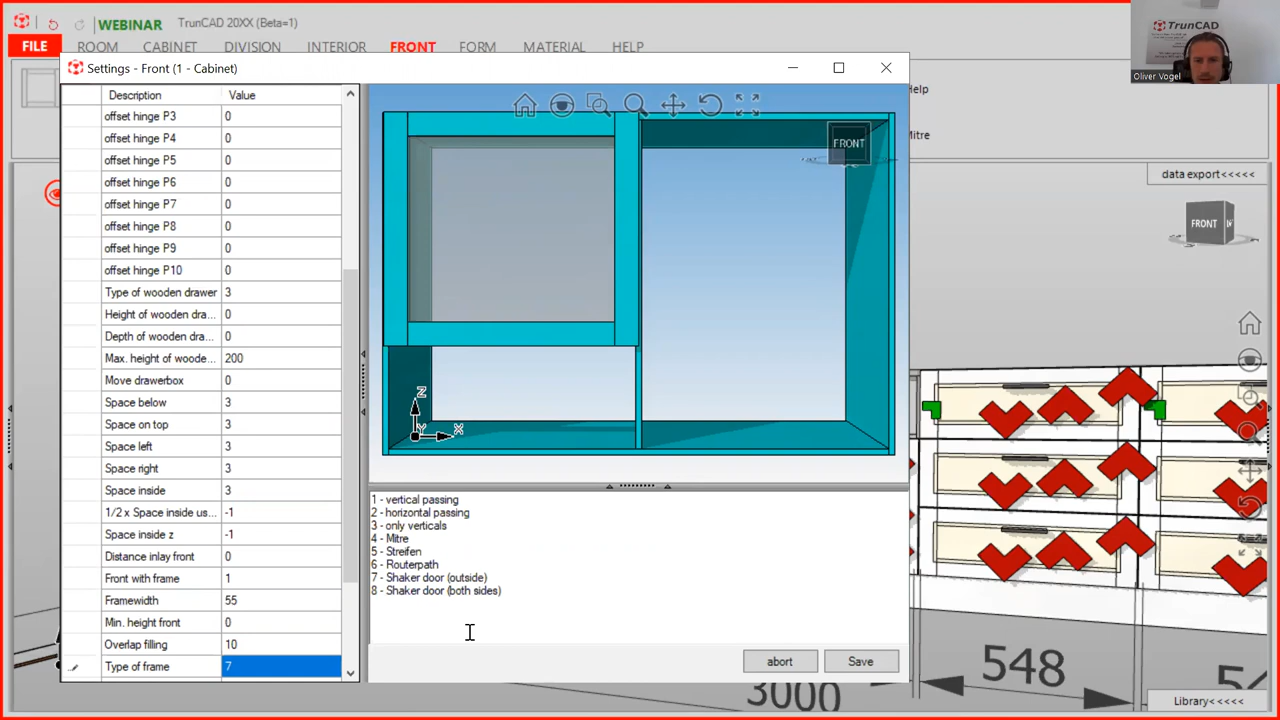 WEBINAR
TrunCAD 20XX (Beta=1)
FILE
ROOM
CABINET
DIVISION
INTERIOR
FRONT
FORM
MATERIAL
HELP
TrunCAD
Oliver Vogel
Settings - Front (1 - Cabinet)
Description Value
offset hinge P3 0
offset hinge P4 0
offset hinge P5 0
offset hinge P6 0
offset hinge P7 0
offset hinge P8 0
offset hinge P9 0
offset hinge P10 0
Type of wooden drawer 3
Height of wooden dra... 0
Depth of wooden dra... 0
Max. height of woode... 200
Move drawerbox 0
Space below 3
Space on top 3
Space left 3
Space right 3
Space inside 3
1/2 x Space inside us... -1
Space inside z -1
Distance inlay front 0
Front with frame 1
Framewidth 55
Min. height front 0
Overlap filling 10
Type of frame 7
FRONT
Z
Y
X
1 - vertical passing
2 - horizontal passing
3 - only verticals
4 - Mitre
5 - Streifen
6 - Routerpath
7 - Shaker door (outside)
8 - Shaker door (both sides)
abort
Save
elp
Mitre
data export<<<<<
FRONT
548
3000
Library<<<<<